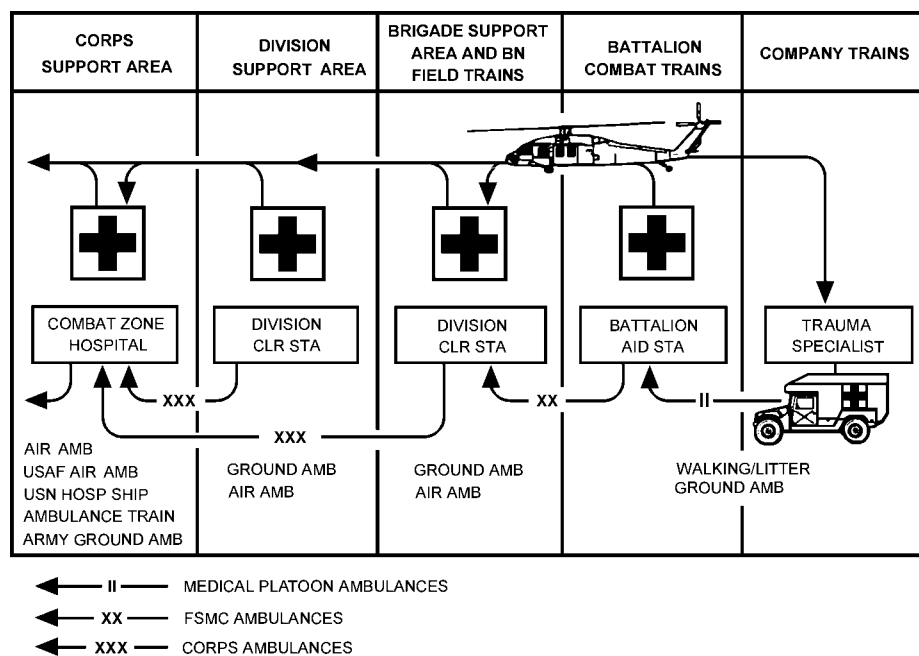 CORPS
SUPPORT AREA
DIVISION
SUPPORT AREA
BRIGADE SUPPORT
AREA AND BN
FIELD TRAINS
BATTALION
COMBAT TRAINS
COMPANY TRAINS
COMBAT ZONE
HOSPITAL
DIVISION
CLR STA
DIVISION
CLR STA
BATTALION
AID STA
TRAUMA
SPECIALIST
XXX
XX
II
XXX
AIR AMB
USAF AIR AMB
USN HOSP SHIP
AMBULANCE TRAIN
ARMY GROUND AMB
GROUND AMB
AIR AMB
GROUND AMB
AIR AMB
WALKING/LITTER
GROUND AMB
II MEDICAL PLATOON AMBULANCES
XX FSMC AMBULANCES
XXX CORPS AMBULANCES